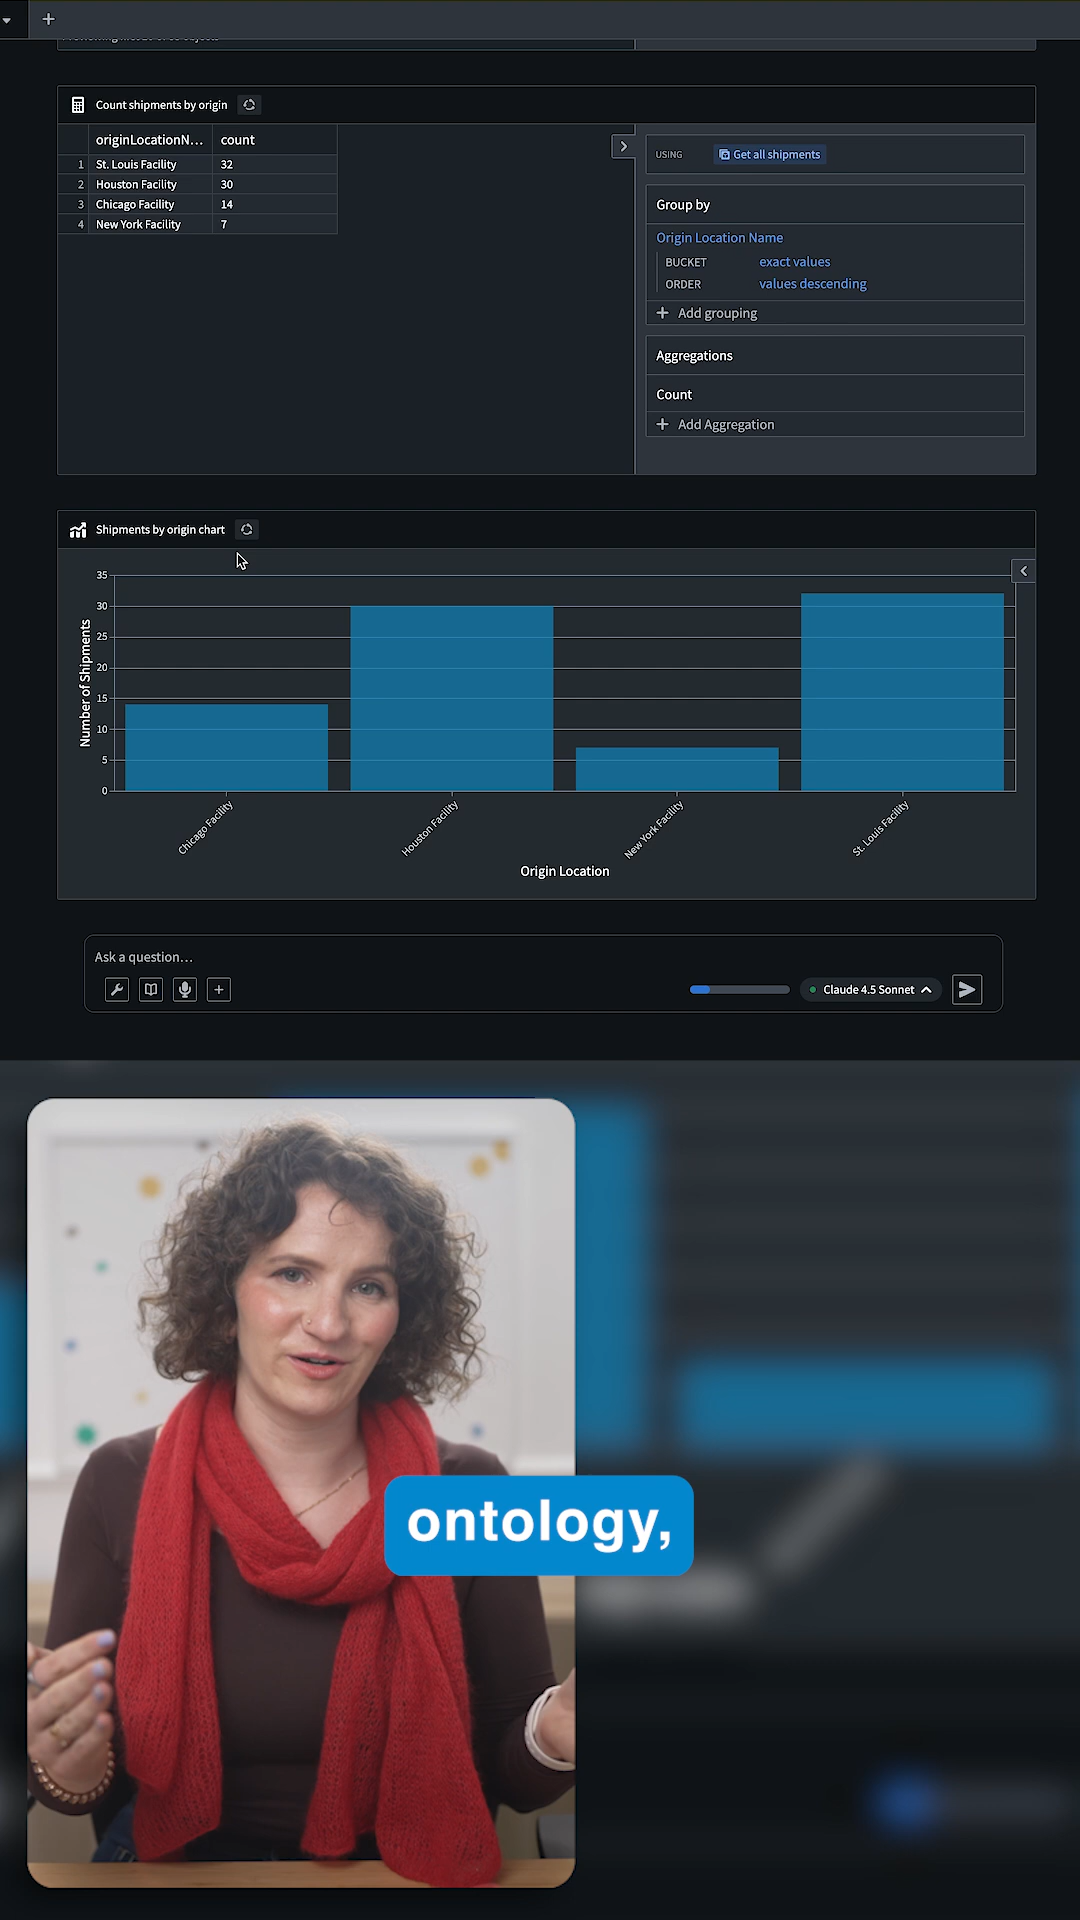 Count shipments by origin
originLocationN... count
1 St. Louis Facility 32
2 Houston Facility 30
3 Chicago Facility 14
4 New York Facility 7
USING Get all shipments
Group by
Origin Location Name
BUCKET exact values
ORDER values descending
+ Add grouping
Aggregations
Count
+ Add Aggregation
Shipments by origin chart
Number of Shipments
35
30
25
20
15
10
5
0
Chicago Facility
Houston Facility
New York Facility
St. Louis Facility
Origin Location
Ask a question...
Claude 4.5 Sonnet
ontology,